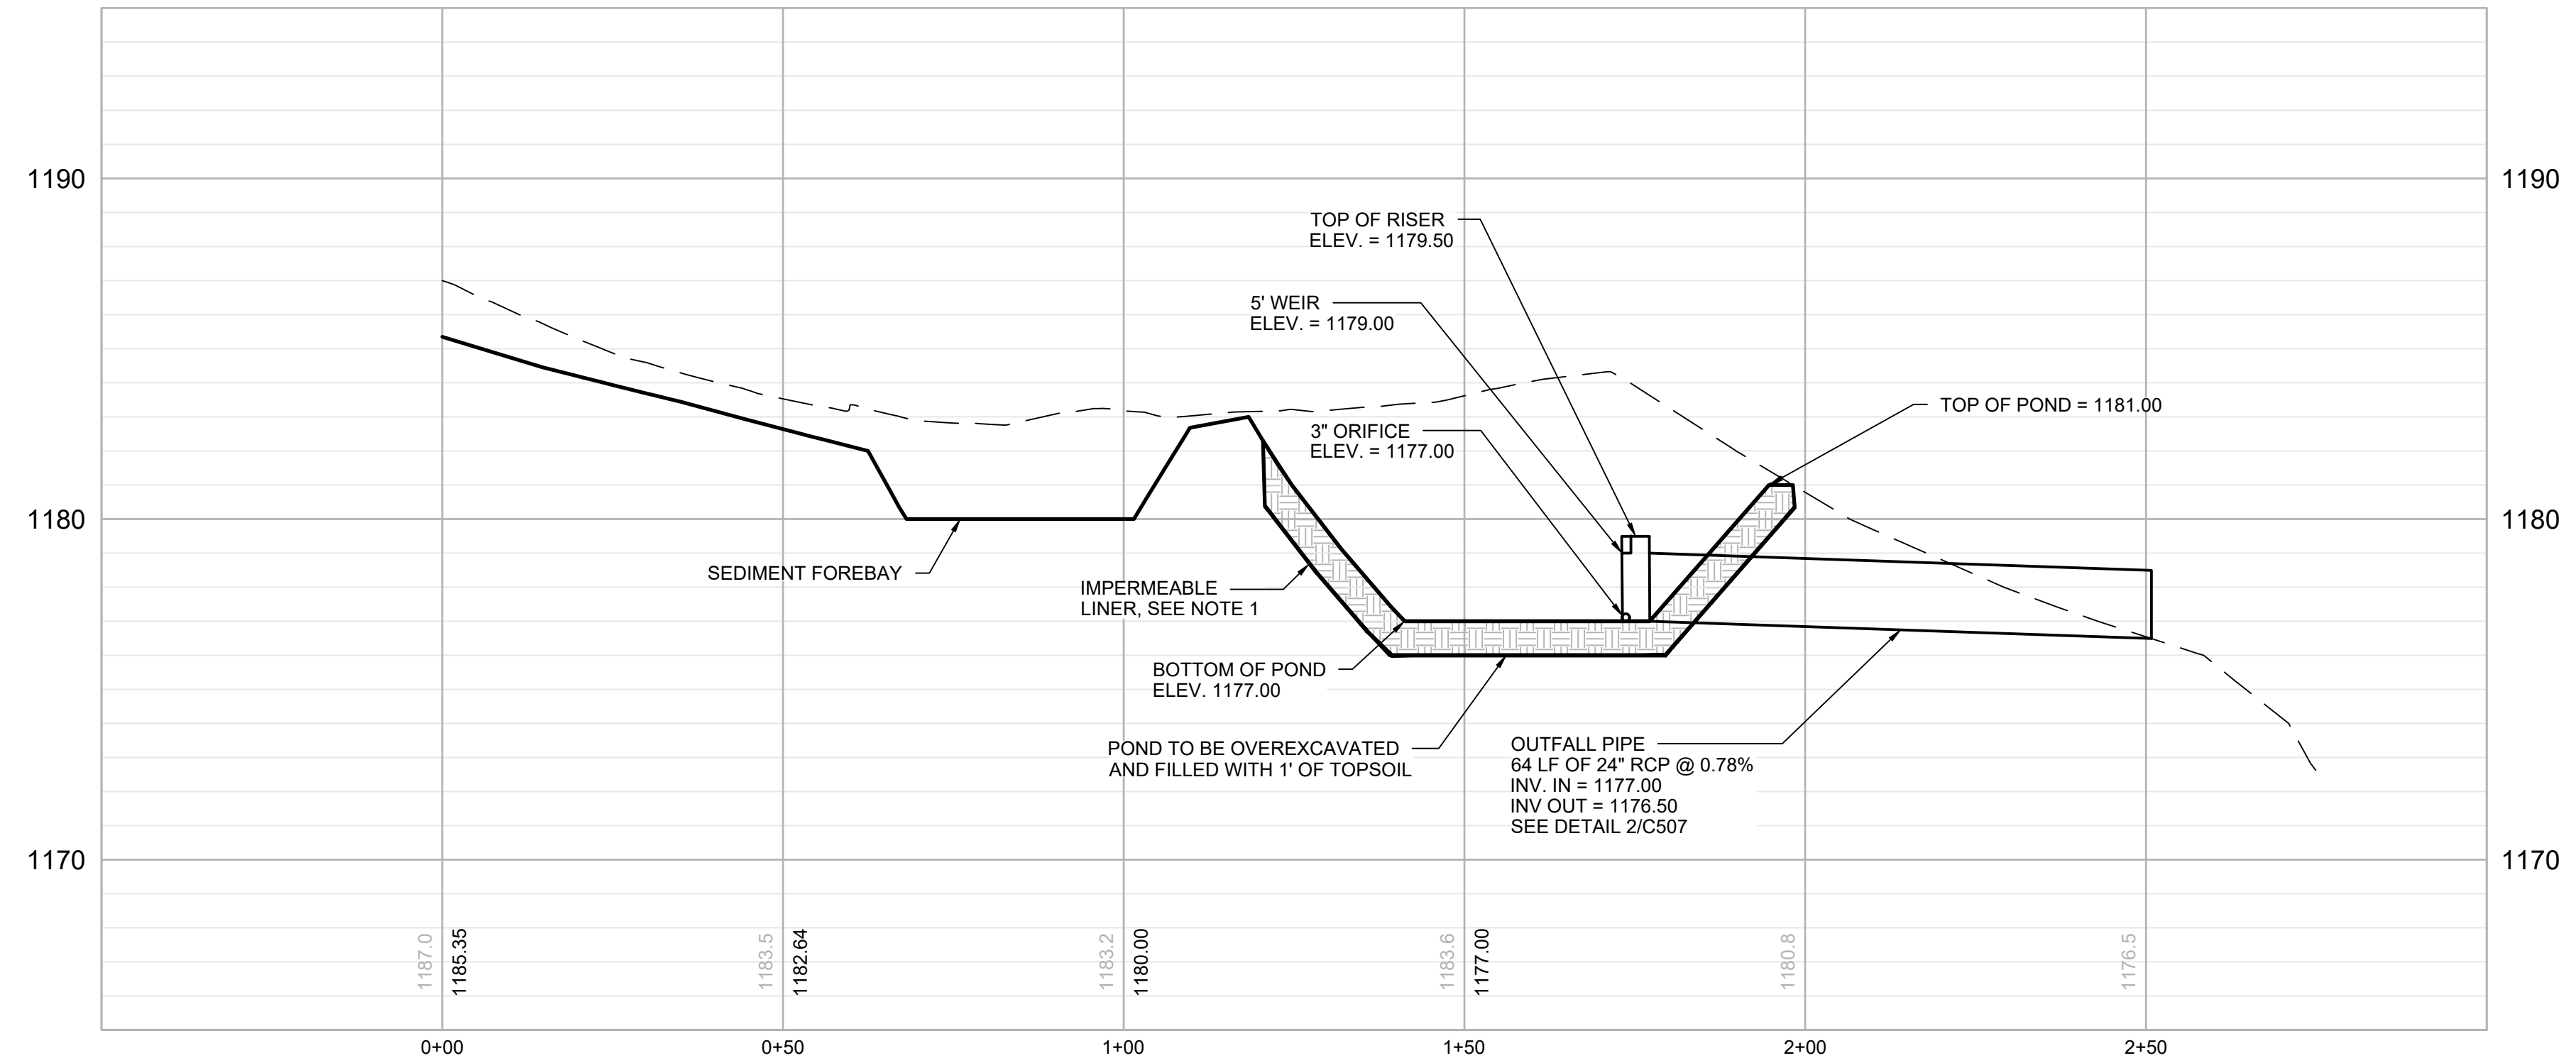 1190
1190
TOP OF RISER
ELEV. = 1179.50
5' WEIR
ELEV. = 1179.00
TOP OF POND = 1181.00
3" ORIFICE
ELEV. = 1177.00
1180
1180
SEDIMENT FOREBAY
IMPERMEABLE
LINER, SEE NOTE 1
BOTTOM OF POND
ELEV. 1177.00
POND TO BE OVEREXCAVATED
AND FILLED WITH 1' OF TOPSOIL
OUTFALL PIPE
64 LF OF 24" RCP @ 0.78%
INV. IN = 1177.00
INV OUT = 1176.50
SEE DETAIL 2/C507
1170
1170
1187.0
1185.35
1183.5
1182.64
1183.2
1180.00
1183.6
1177.00
1180.8
1176.5
0+00
0+50
1+00
1+50
2+00
2+50